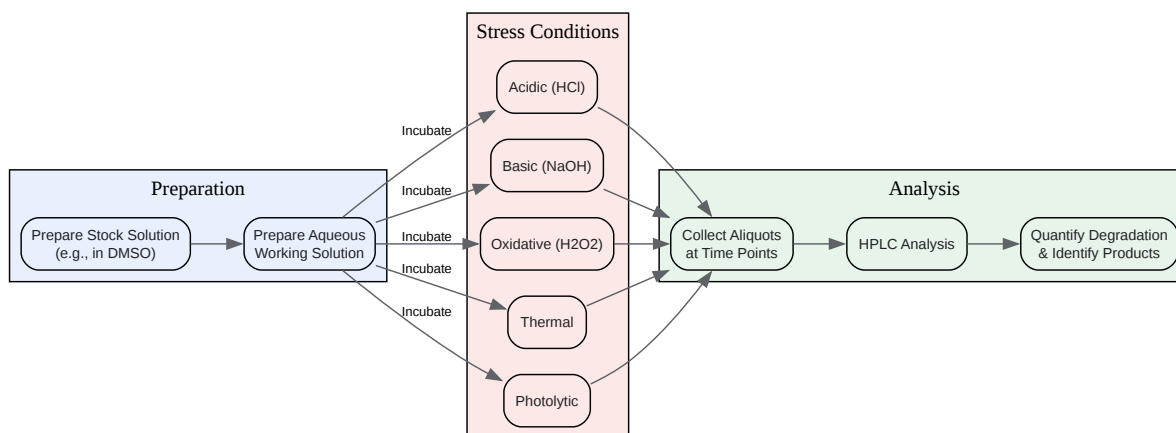 Stress Conditions
Acidic (HCl)
Incubate
Basic (NaOH)
Preparation
Analysis
Incubate
Prepare Stock Solution
(e.g., in DMSO)
Prepare Aqueous
Working Solution
Incubate
Oxidative (H2O2)
Collect Aliquots
at Time Points
HPLC Analysis
Quantify Degradation
& Identify Products
Incubate
Incubate
Thermal
Photolytic